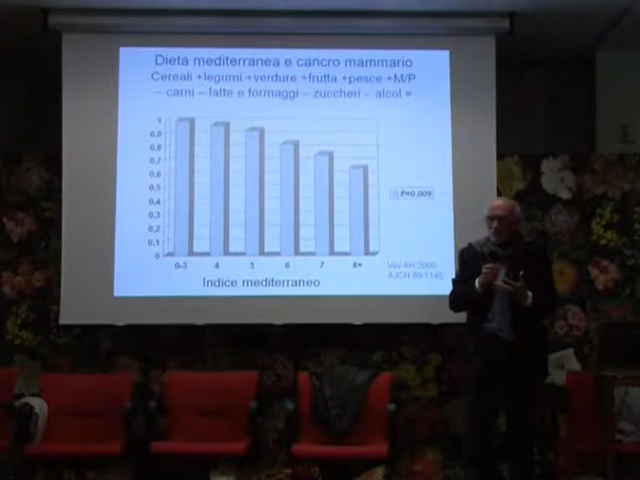 Dieta mediterranea e cancro mammario
Cereali +legumi +verdure +frutta +pesce +M/P
– carni – latte e formaggi – zuccheri – alcol =
1
0,9
0,8
0,7
0,6
0,5
0,4
0,3
0,2
0,1
0
0-3 4 5 6 7 8+
P=0.009
Indice mediterraneo
Wu AH 2009
AJCN 89:1145